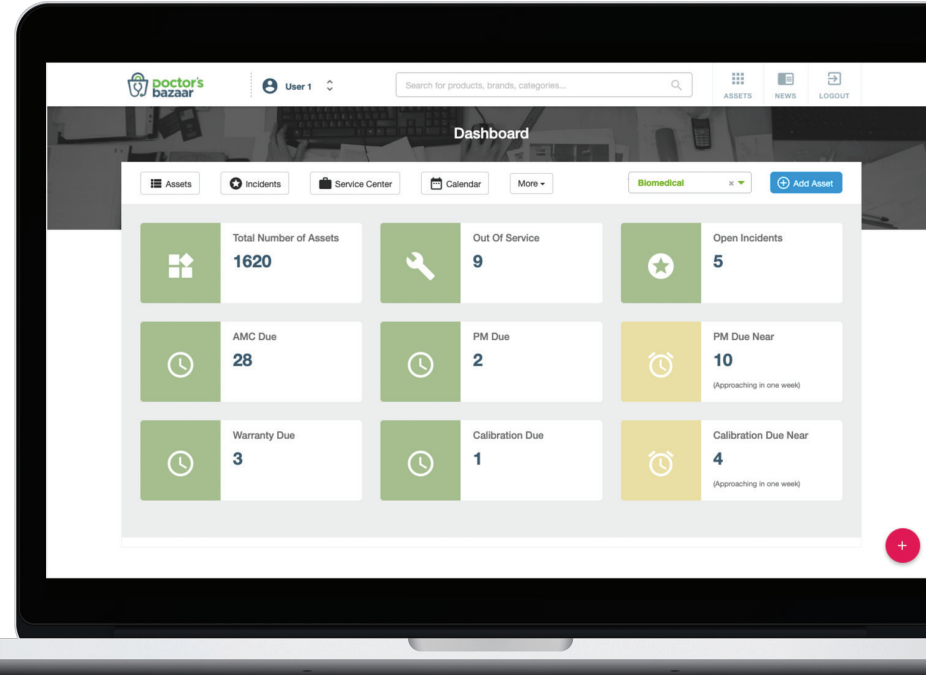 Doctor's
bazaar
User 1
Search for products, brands, categories...
ASSETS
NEWS
LOGOUT
Dashboard
Assets
Incidents
Service Center
Calendar
More
Biomedical
×
Add Asset
Total Number of Assets
1620
Out Of Service
9
Open Incidents
5
AMC Due
28
PM Due
2
PM Due Near
10
(Approaching in one week)
Warranty Due
3
Calibration Due
1
Calibration Due Near
4
(Approaching in one week)
+